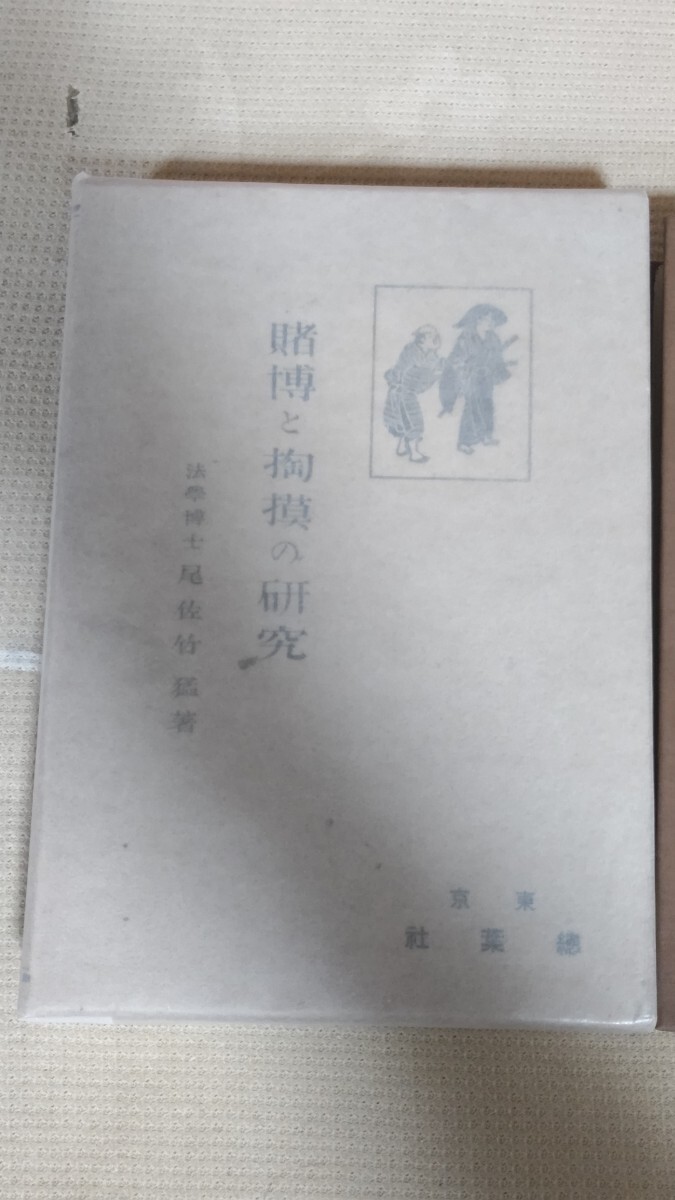 賭博と掏摸の研究
法學博士 尾佐竹猛著
東京
總葉社